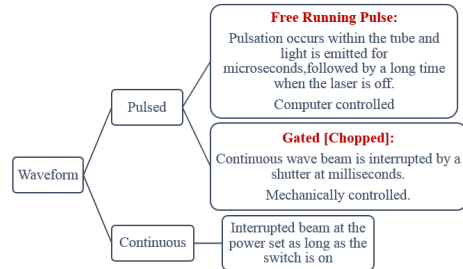 Free Running Pulse:
Pulsation occurs within the tube and
light is emitted for
microseconds,followed by a long time
when the laser is off.
Computer controlled
Pulsed
Gated [Chopped]:
Continuous wave beam is interrupted by a
shutter at milliseconds.
Mechanically controlled.
Waveform
Continuous
Interrupted beam at the
power set as long as the
switch is on